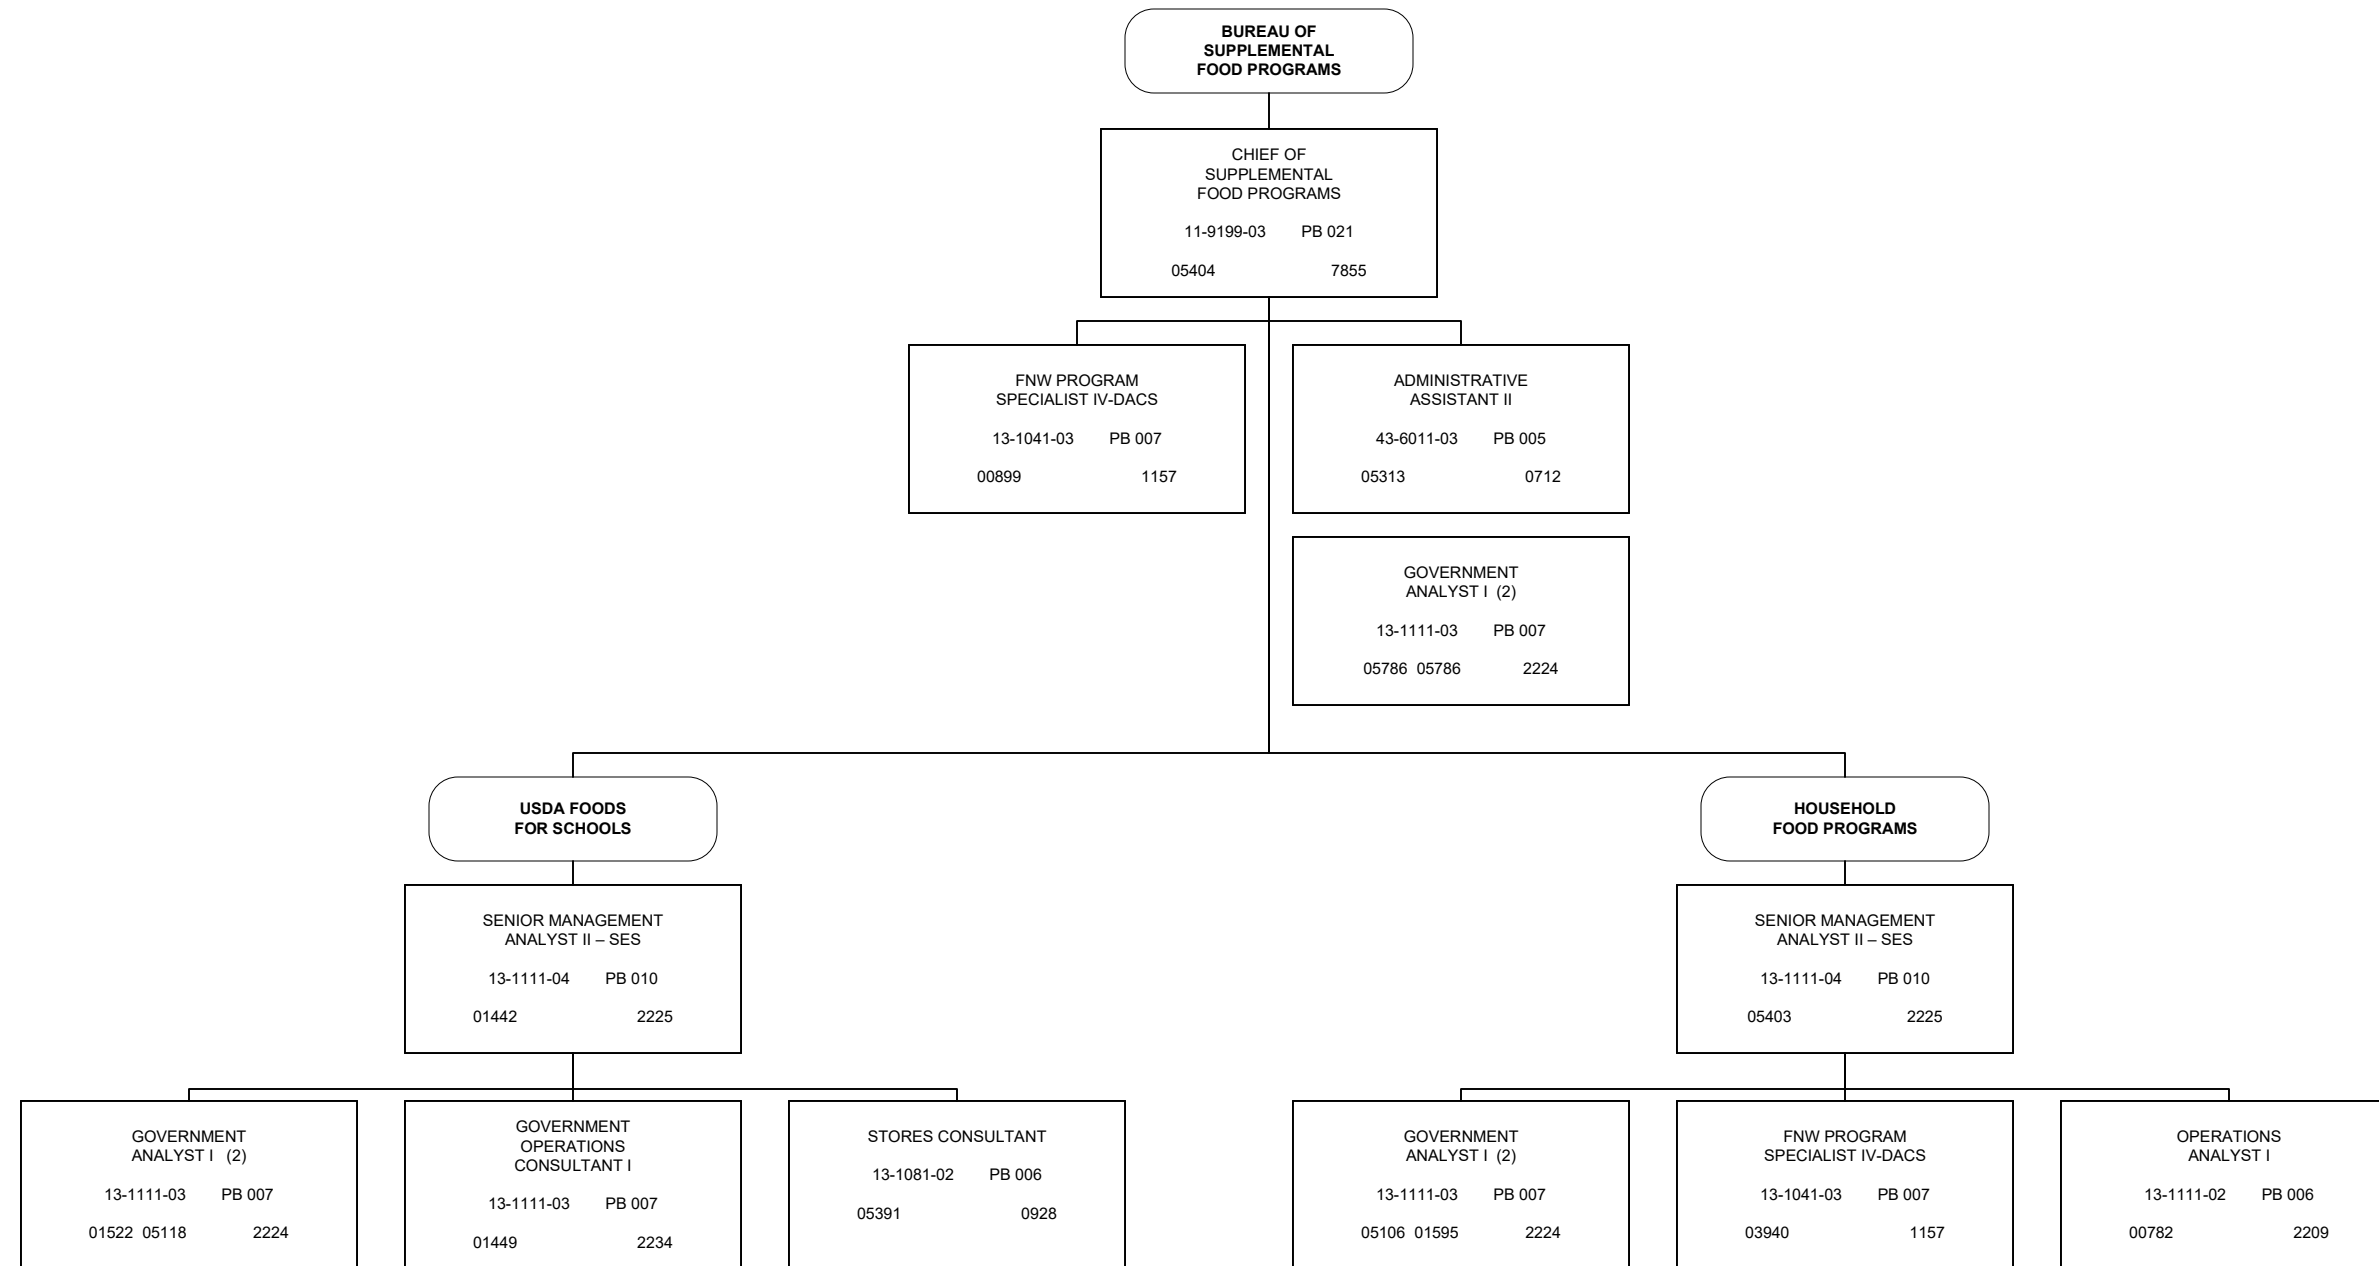 BUREAU OF
SUPPLEMENTAL
FOOD PROGRAMS
CHIEF OF
SUPPLEMENTAL
FOOD PROGRAMS
11-9199-03 PB 021
05404 7855
FNW PROGRAM
SPECIALIST IV-DACS
13-1041-03 PB 007
00899 1157
ADMINISTRATIVE
ASSISTANT II
43-6011-03 PB 005
05313 0712
GOVERNMENT
ANALYST I (2)
13-1111-03 PB 007
05786 05786 2224
USDA FOODS
FOR SCHOOLS
SENIOR MANAGEMENT
ANALYST II – SES
13-1111-04 PB 010
01442 2225
GOVERNMENT
ANALYST I (2)
13-1111-03 PB 007
01522 05118 2224
GOVERNMENT
OPERATIONS
CONSULTANT I
13-1111-03 PB 007
01449 2234
STORES CONSULTANT
13-1081-02 PB 006
05391 0928
HOUSEHOLD
FOOD PROGRAMS
SENIOR MANAGEMENT
ANALYST II – SES
13-1111-04 PB 010
05403 2225
GOVERNMENT
ANALYST I (2)
13-1111-03 PB 007
05106 01595 2224
FNW PROGRAM
SPECIALIST IV-DACS
13-1041-03 PB 007
03940 1157
OPERATIONS
ANALYST I
13-1111-02 PB 006
00782 2209